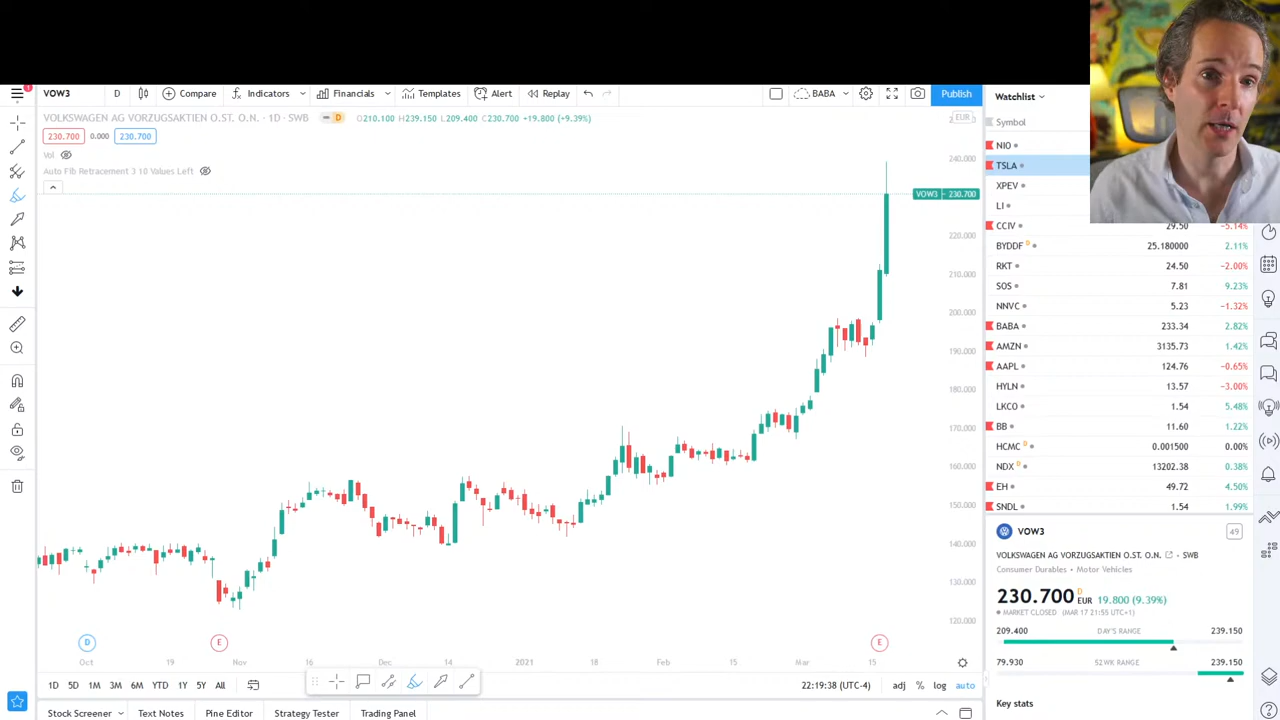 VOW3 D Compare Indicators Financials Templates Alert Replay BABA Publish
VOLKSWAGEN AG VORZUGSAKTIEN O.ST. O.N. · 1D · SWB D O210.100 H239.150 L209.400 C230.700 +19.800 (+9.39%)
EUR
230.700 0.000 230.700
Vol
Auto Fib Retracement 3 10 Values Left
240.000
VOW3 230.700
220.000
210.000
200.000
190.000
180.000
170.000
160.000
150.000
140.000
130.000
120.000
D E E
Oct 19 Nov 16 Dec 14 2021 18 Feb 15 Mar 15
1D 5D 1M 3M 6M YTD 1Y 5Y All 22:19:38 (UTC-4) adj % log auto
Stock Screener Text Notes Pine Editor Strategy Tester Trading Panel
Watchlist
Symbol
NIO
TSLA
XPEV
LI
CCIV 29.50 −5.14%
BYDDF D 25.180000 2.11%
RKT 24.50 −2.00%
SOS 7.81 9.23%
NNVC 5.23 −1.32%
BABA 233.34 2.82%
AMZN 3135.73 1.42%
AAPL 124.76 −0.65%
HYLN 13.57 −3.00%
LKCO 1.54 5.48%
BB 11.60 1.22%
HCMC D 0.001500 0.00%
NDX D 13202.38 0.38%
EH 49.72 4.50%
SNDL 1.54 1.99%
VOW3 49
VOLKSWAGEN AG VORZUGSAKTIEN O.ST. O.N. · SWB
Consumer Durables • Motor Vehicles
230.700 D EUR 19.800 (9.39%)
MARKET CLOSED (MAR 17 21:55 UTC+1)
209.400 DAY'S RANGE 239.150
79.930 52WK RANGE 239.150
Key stats